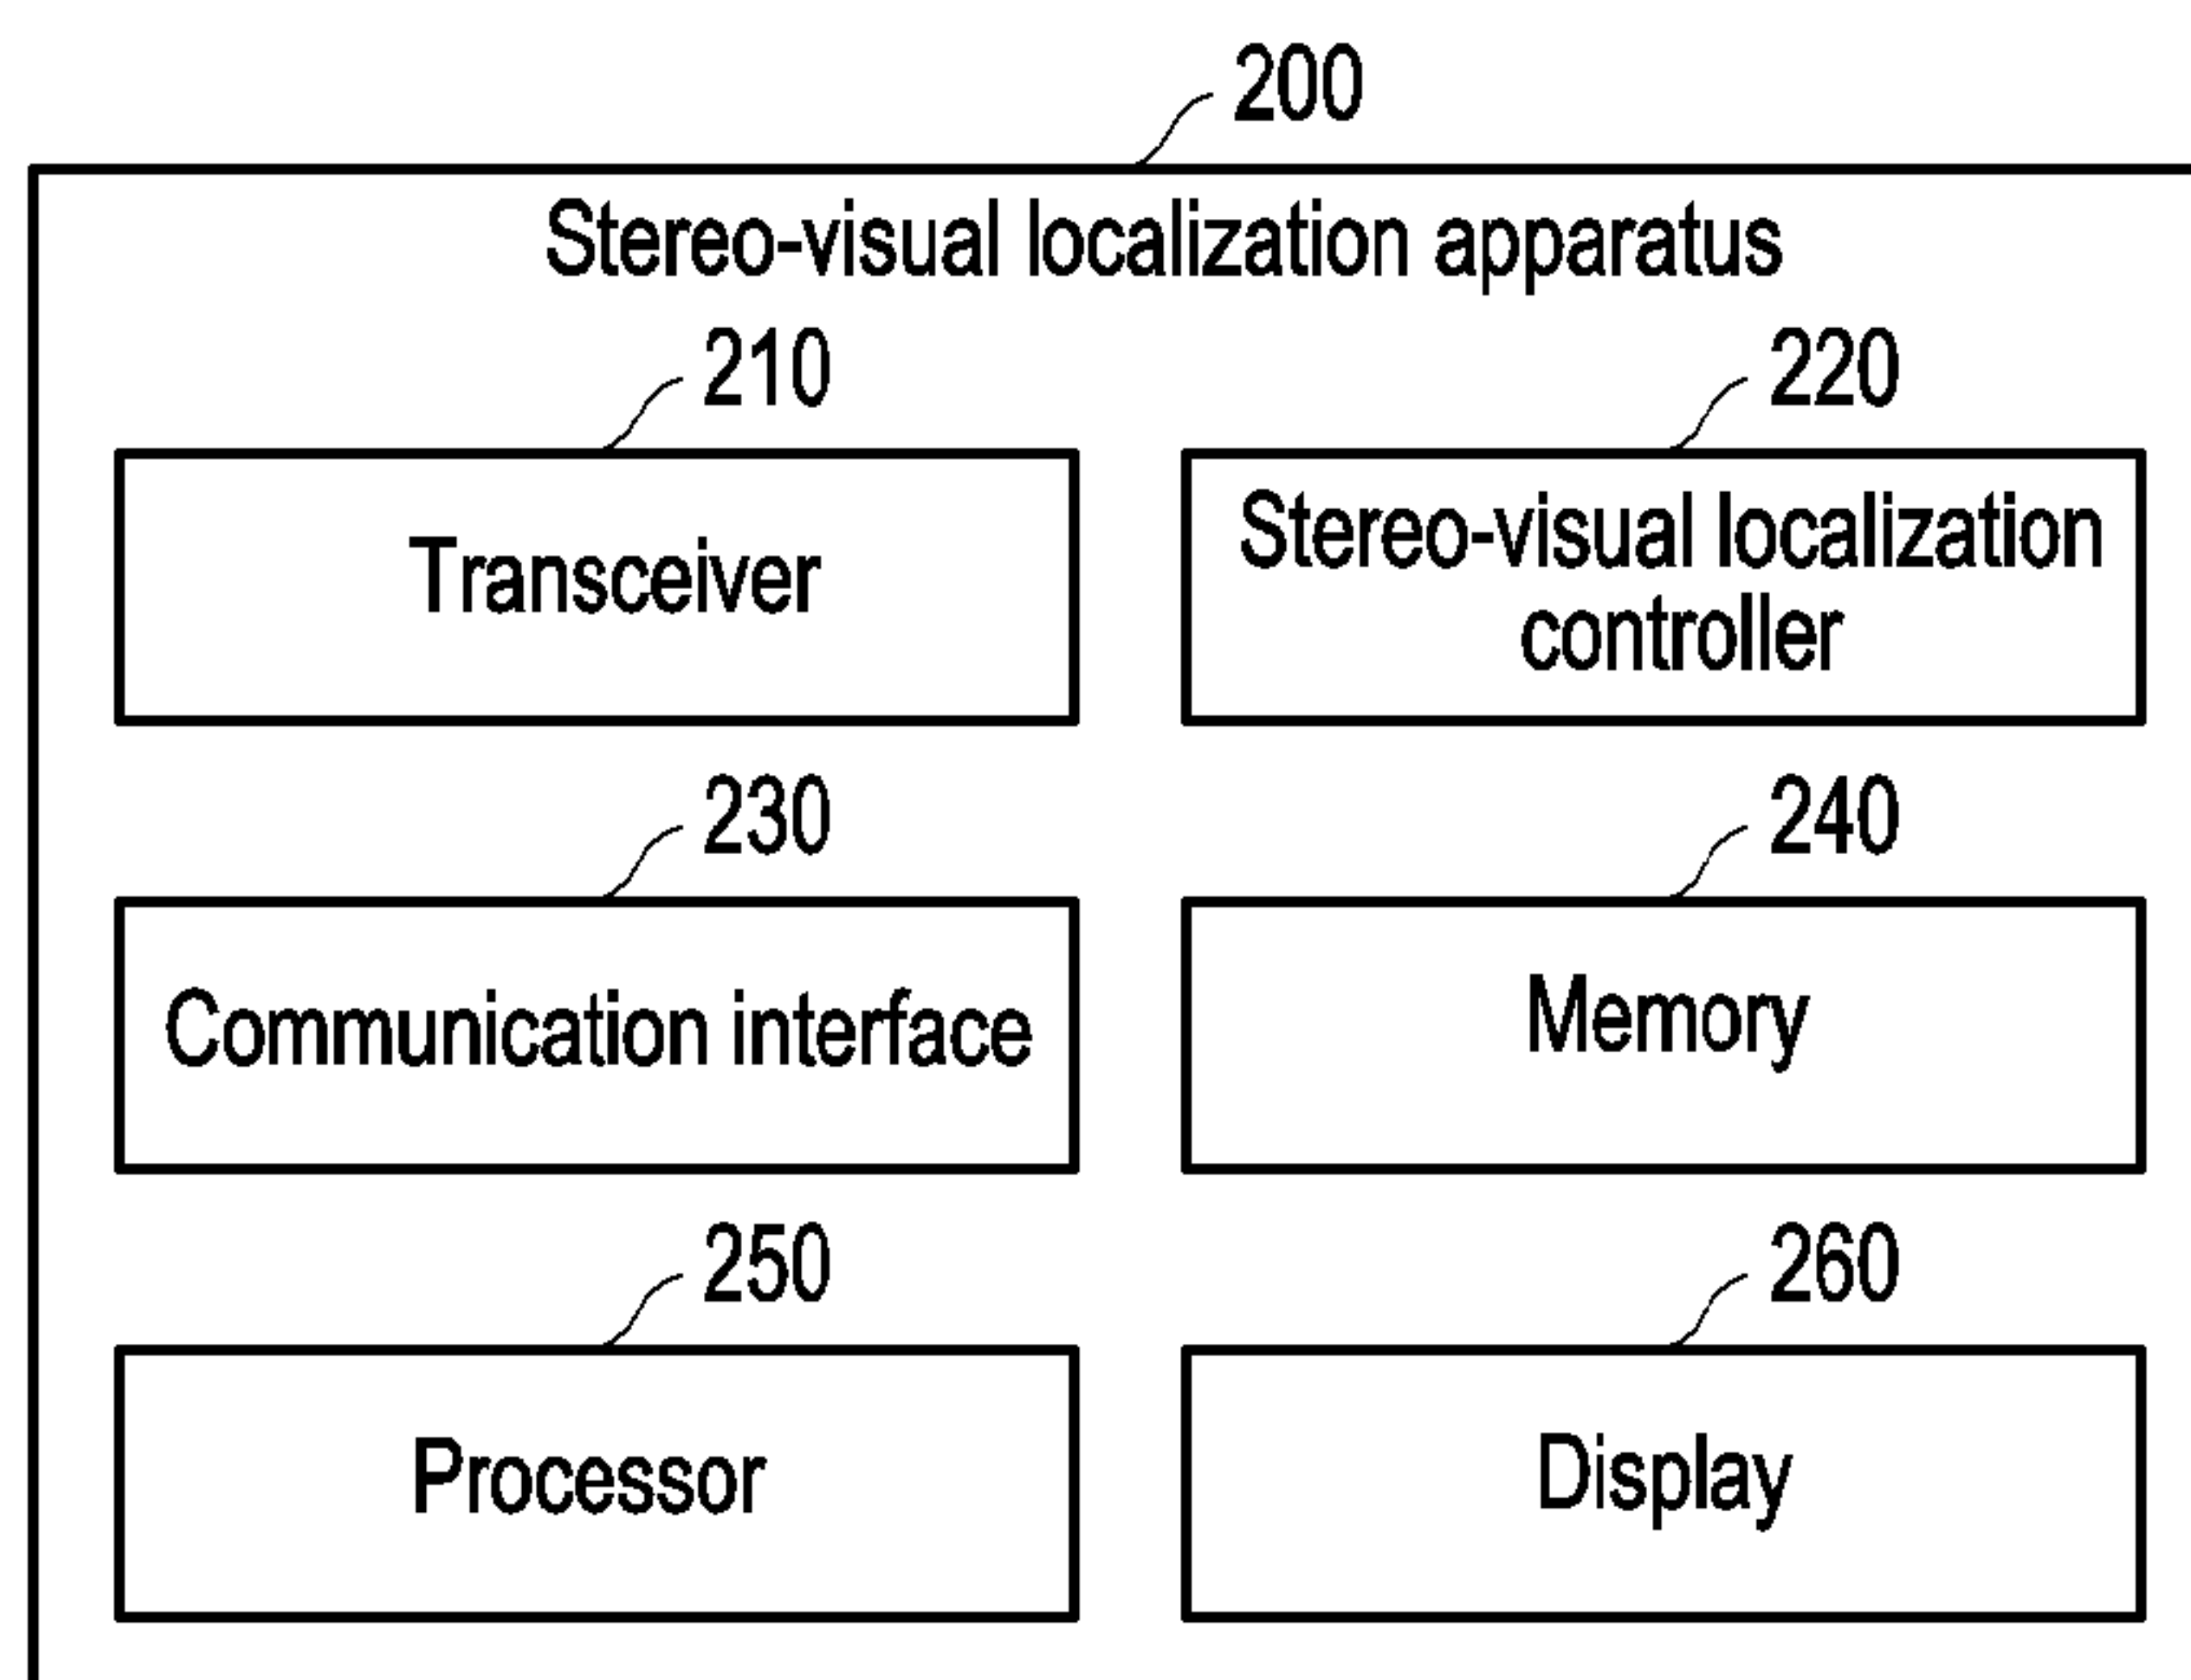 200
Stereo-visual localization apparatus
210
220
Transceiver
Stereo-visual localization
controller
230
240
Communication interface
Memory
250
260
Processor
Display